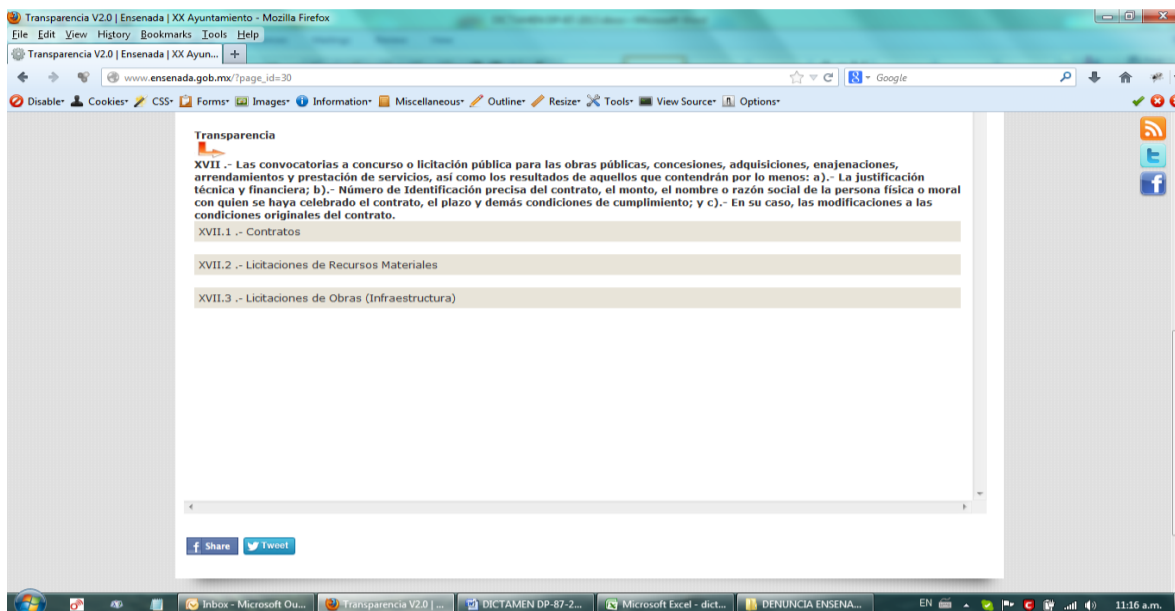 Transparencia V2.0 | Ensenada | XX Ayuntamiento - Mozilla Firefox
File Edit View History Bookmarks Tools Help
Transparencia V2.0 | Ensenada | XX Ayun...
www.ensenada.gob.mx/?page_id=30
Google
Disable Cookies CSS Forms Images Information Miscellaneous Outline Resize Tools View Source Options
Transparencia
XVII .- Las convocatorias a concurso o licitación pública para las obras públicas, concesiones, adquisiciones, enajenaciones,
arrendamientos y prestación de servicios, así como los resultados de aquellos que contendrán por lo menos: a).- La justificación
técnica y financiera; b).- Número de Identificación precisa del contrato, el monto, el nombre o razón social de la persona física o moral
con quien se haya celebrado el contrato, el plazo y demás condiciones de cumplimiento; y c).- En su caso, las modificaciones a las
condiciones originales del contrato.
XVII.1 .- Contratos
XVII.2 .- Licitaciones de Recursos Materiales
XVII.3 .- Licitaciones de Obras (Infraestructura)
Share Tweet
Inbox - Microsoft Ou... Transparencia V2.0 | ... DICTAMEN DP-87-2... Microsoft Excel - dict... DENUNCIA ENSENA... EN 11:16 a.m.